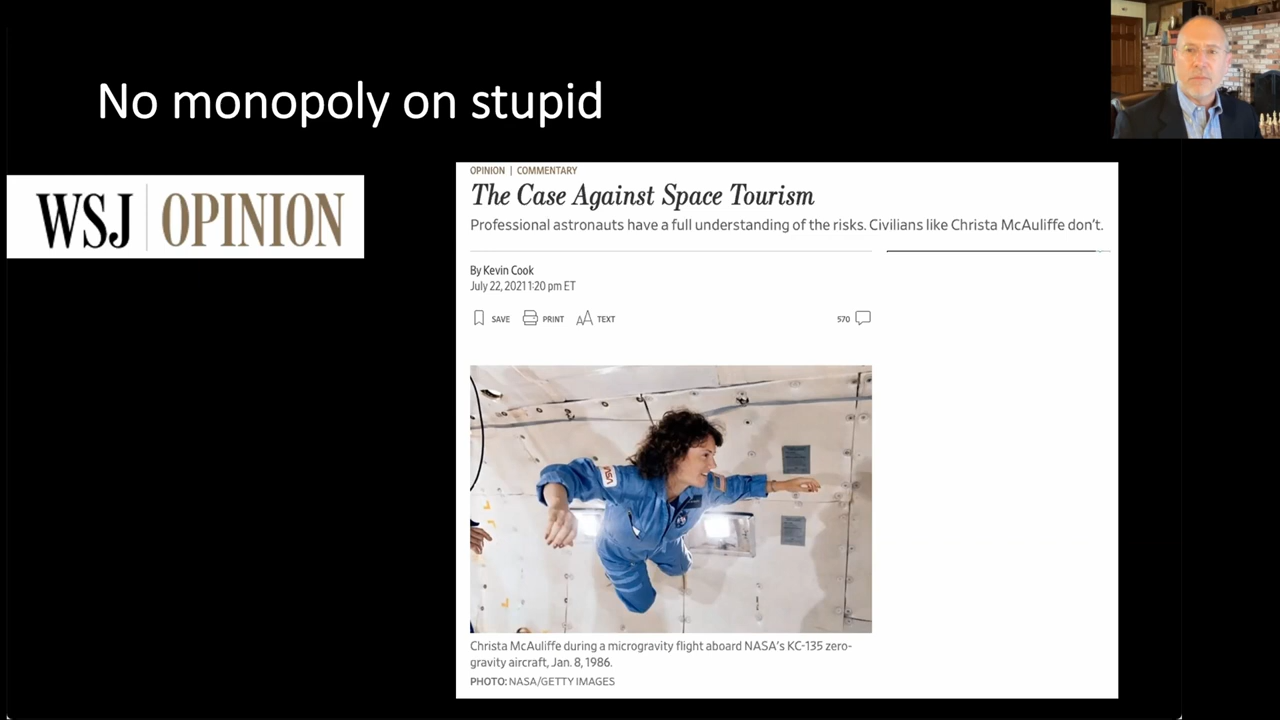 No monopoly on stupid
WSJ OPINION
OPINION | COMMENTARY
The Case Against Space Tourism
Professional astronauts have a full understanding of the risks. Civilians like Christa McAuliffe don’t.
By Kevin Cook
July 22, 2021 1:20 pm ET
SAVE PRINT AA TEXT 570
NASA
Christa McAuliffe during a microgravity flight aboard NASA’s KC-135 zero-
gravity aircraft, Jan. 8, 1986.
PHOTO: NASA/GETTY IMAGES